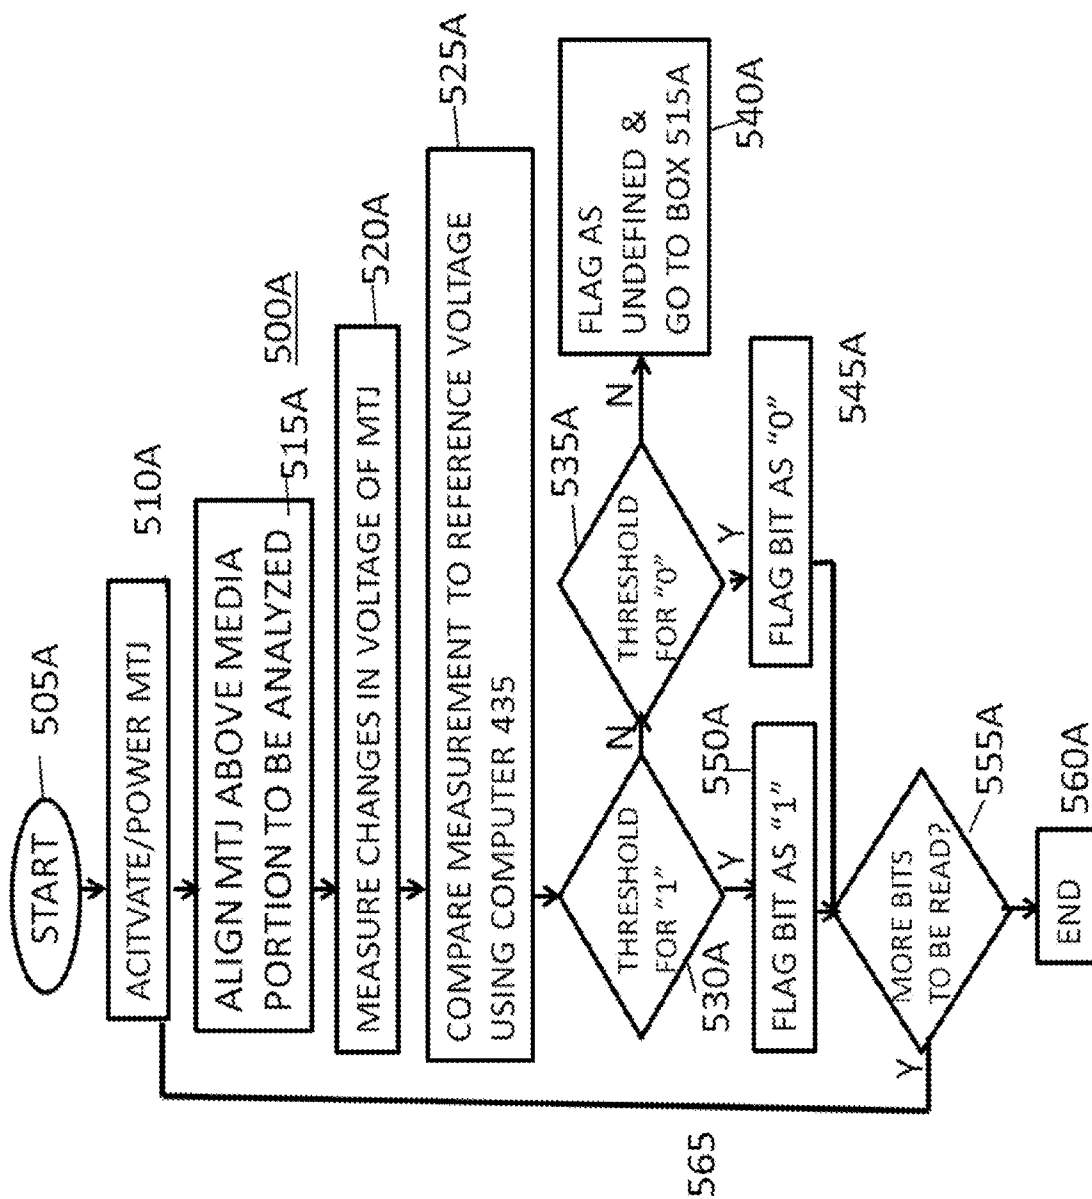 START
505A
ACITVATE/POWER MTJ
510A
ALIGN MTJ ABOVE MEDIA
PORTION TO BE ANALYZED
515A
500A
MEASURE CHANGES IN VOLTAGE OF MTJ
520A
COMPARE MEASUREMENT TO REFERENCE VOLTAGE
USING COMPUTER 435
525A
THRESHOLD
FOR “1”
530A
N
Y
THRESHOLD
FOR “0”
535A
N
Y
FLAG AS
UNDEFINED &
GO TO BOX 515A
540A
FLAG BIT AS “1”
550A
FLAG BIT AS “0”
545A
MORE BITS
TO BE READ?
555A
Y
565
END
560A